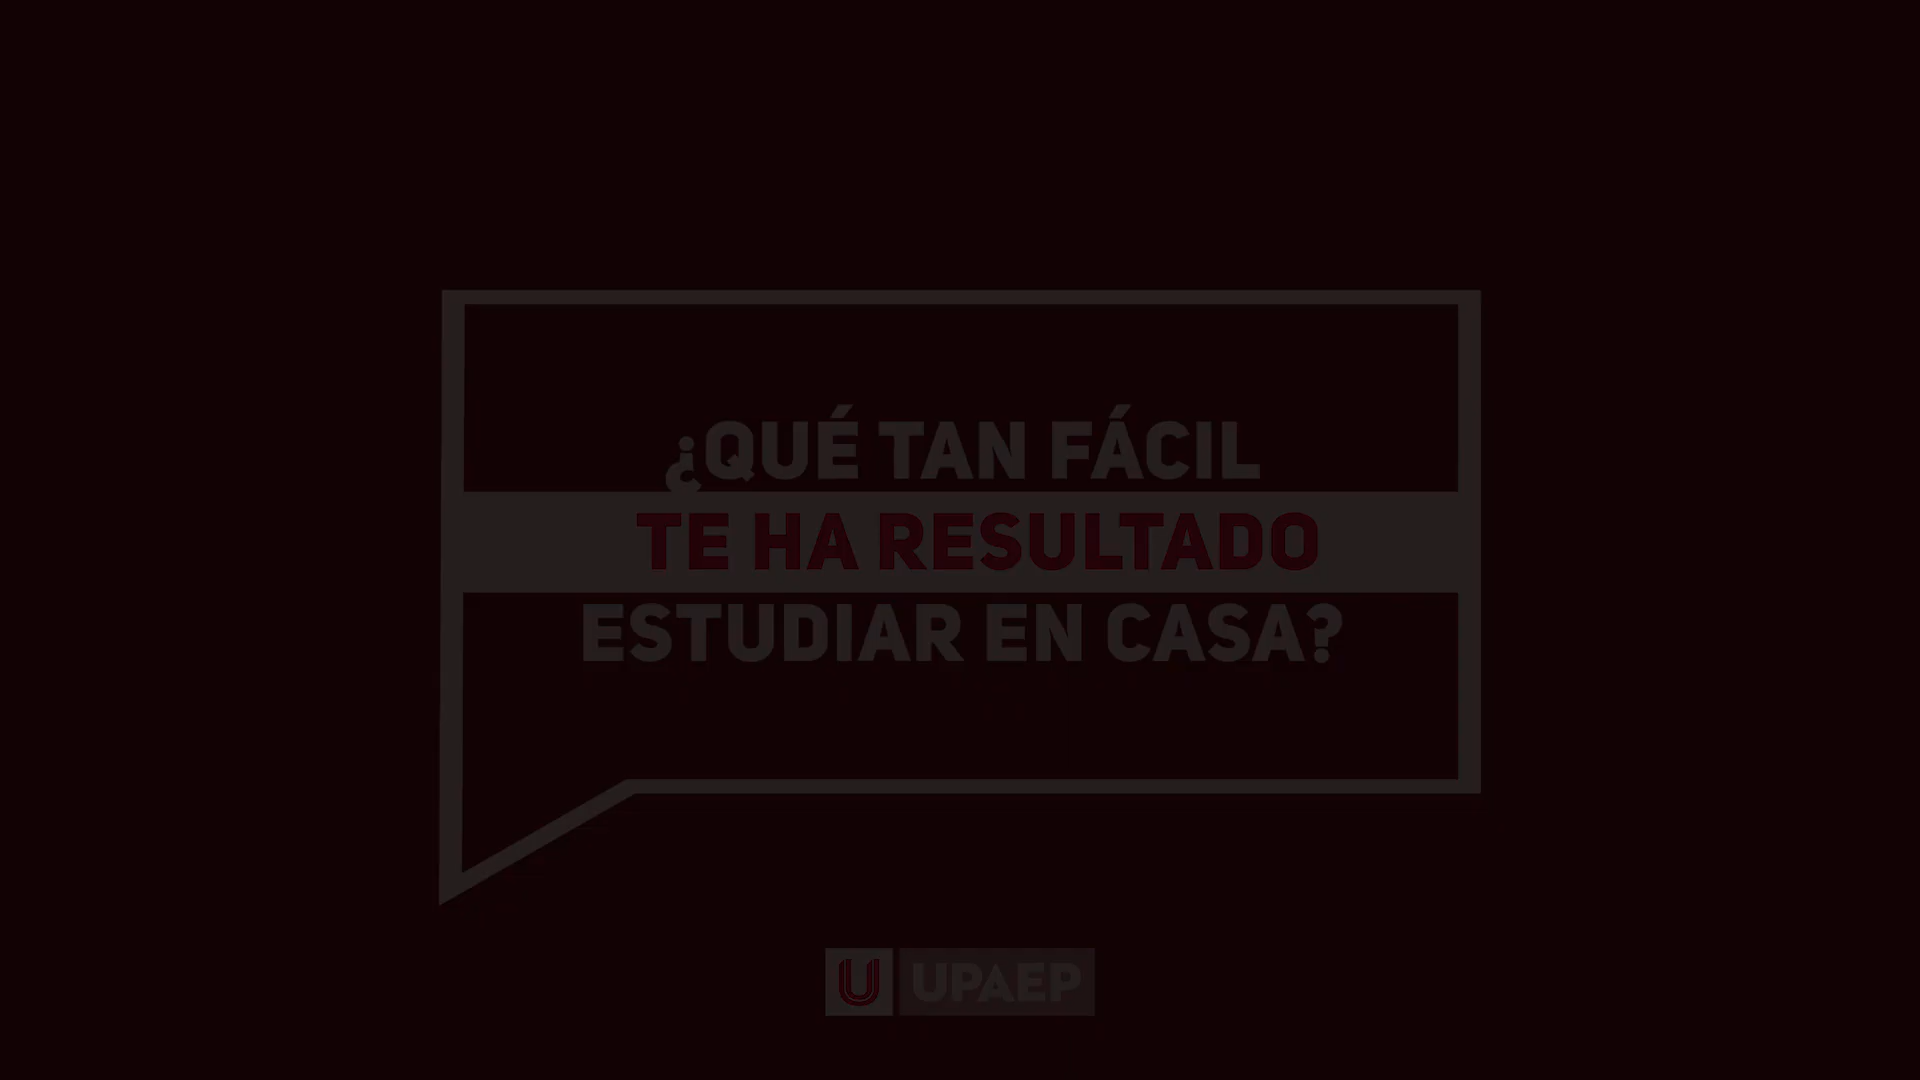 ¿QUÉ TAN FÁCIL
TE HA RESULTADO
ESTUDIAR EN CASA?
U UPAEP